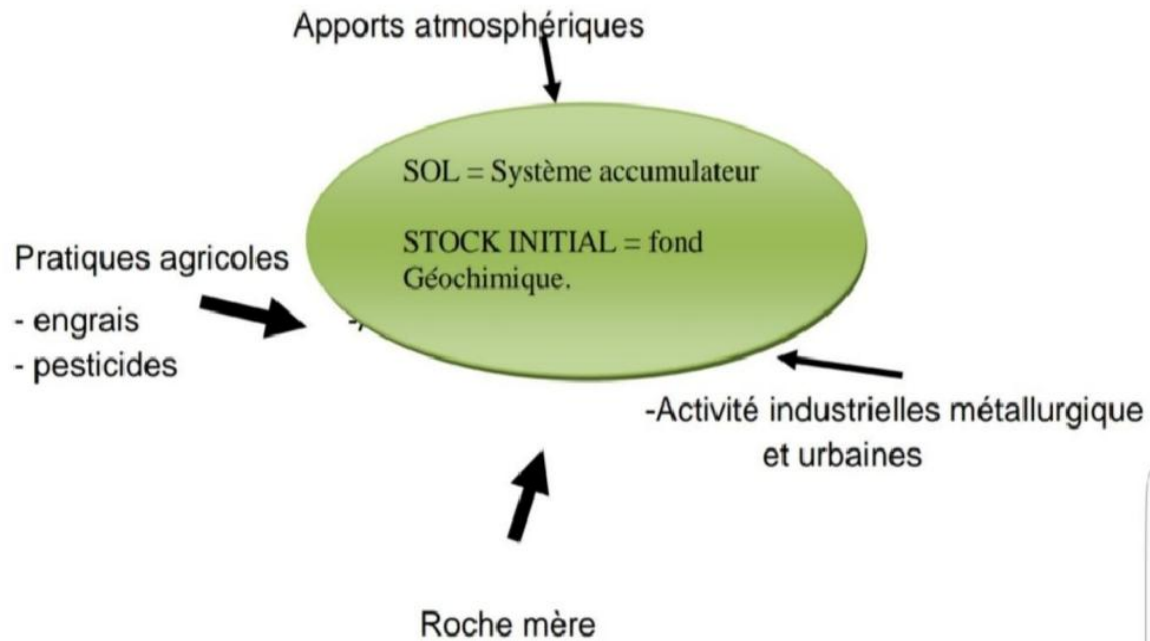 Apports atmosphériques
SOL = Système accumulateur
STOCK INITIAL = fond
Géochimique.
Pratiques agricoles
- engrais
- pesticides
-Activité industrielles métallurgique
et urbaines
Roche mère